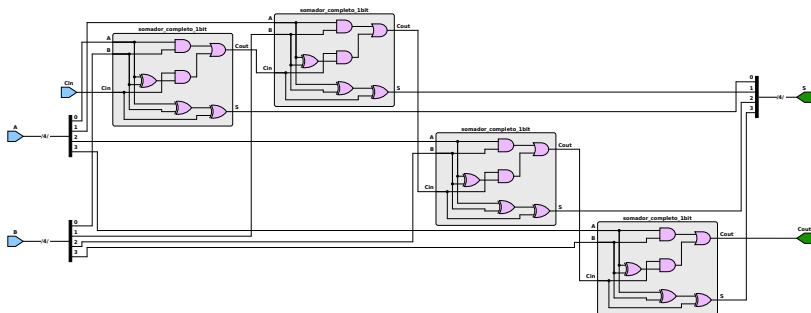 somador_completo_1bit
A
B
Cin
Cout
S
somador_completo_1bit
A
B
Cin
Cout
S
Cin
A
/4/
0
1
2
3
B
/4/
0
1
2
3
somador_completo_1bit
A
B
Cin
Cout
S
somador_completo_1bit
A
B
Cin
Cout
S
0
1
2
3
/4/
S
Cout